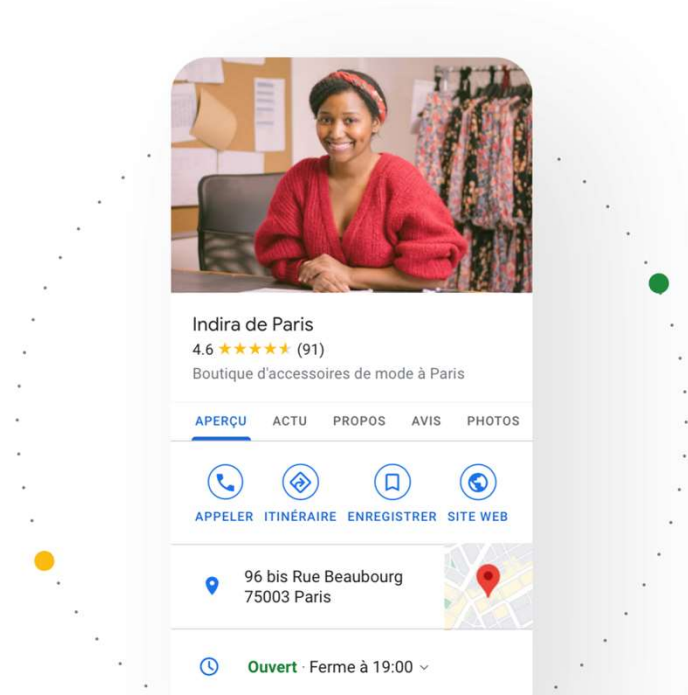 Indira de Paris
4.6 ★★★★★ (91)
Boutique d'accessoires de mode à Paris
APERÇU ACTU PROPOS AVIS PHOTOS
APPELER ITINÉRAIRE ENREGISTRER SITE WEB
96 bis Rue Beaubourg
75003 Paris
Ouvert · Ferme à 19:00